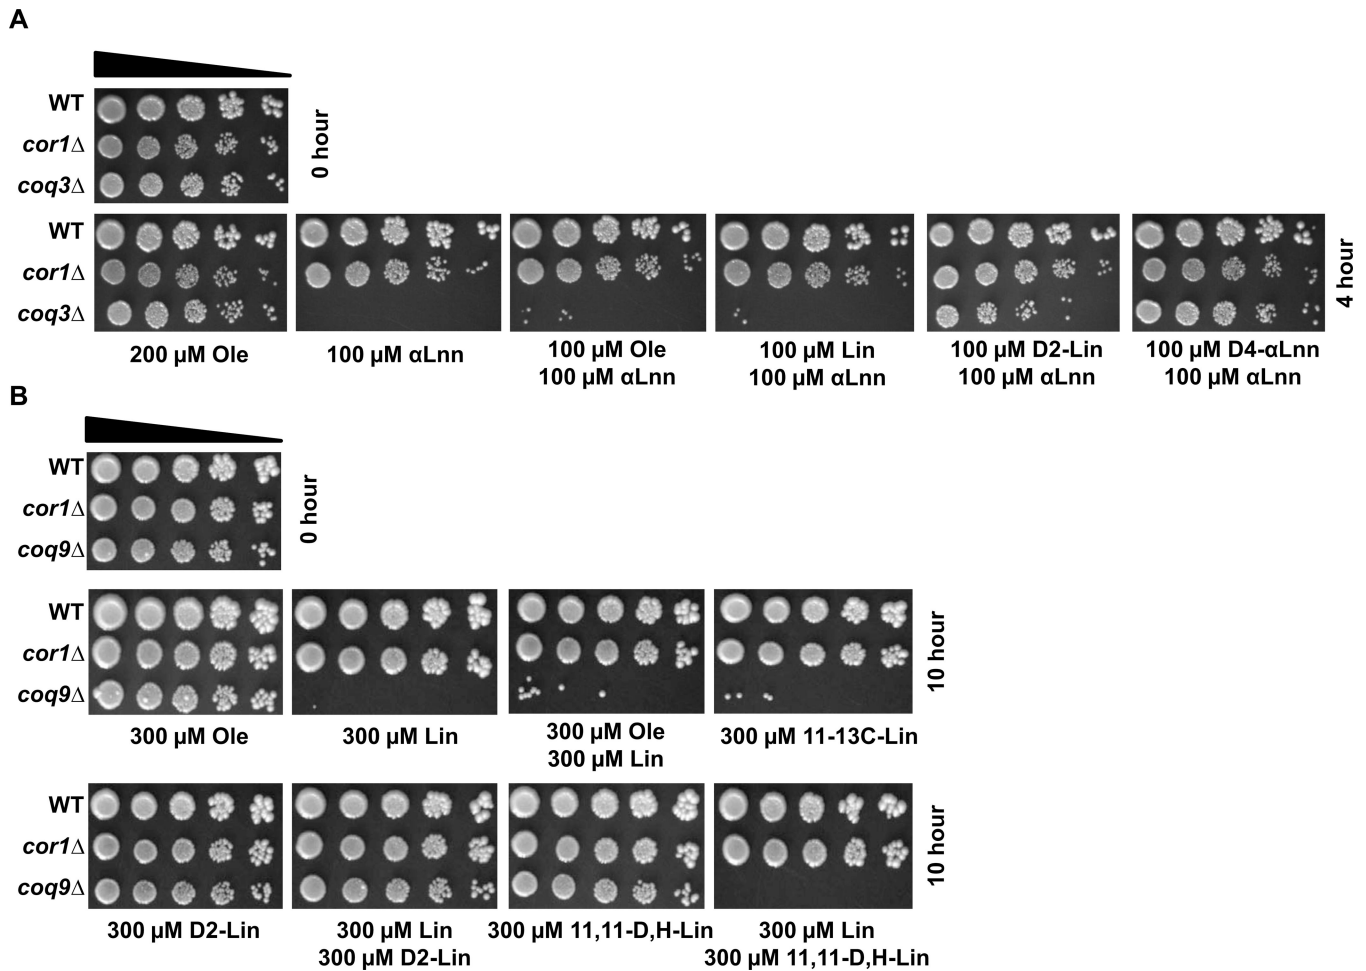 A
WT
cor1Δ
coq3Δ
0 hour
WT
cor1Δ
coq3Δ
4 hour
200 µM Ole
100 µM αLnn
100 µM Ole
100 µM αLnn
100 µM Lin
100 µM αLnn
100 µM D2-Lin
100 µM αLnn
100 µM D4-αLnn
100 µM αLnn
B
WT
cor1Δ
coq9Δ
0 hour
WT
cor1Δ
coq9Δ
10 hour
300 µM Ole
300 µM Lin
300 µM Ole
300 µM Lin
300 µM 11-13C-Lin
WT
cor1Δ
coq9Δ
10 hour
300 µM D2-Lin
300 µM Lin
300 µM D2-Lin
300 µM 11,11-D,H-Lin
300 µM Lin
300 µM 11,11-D,H-Lin